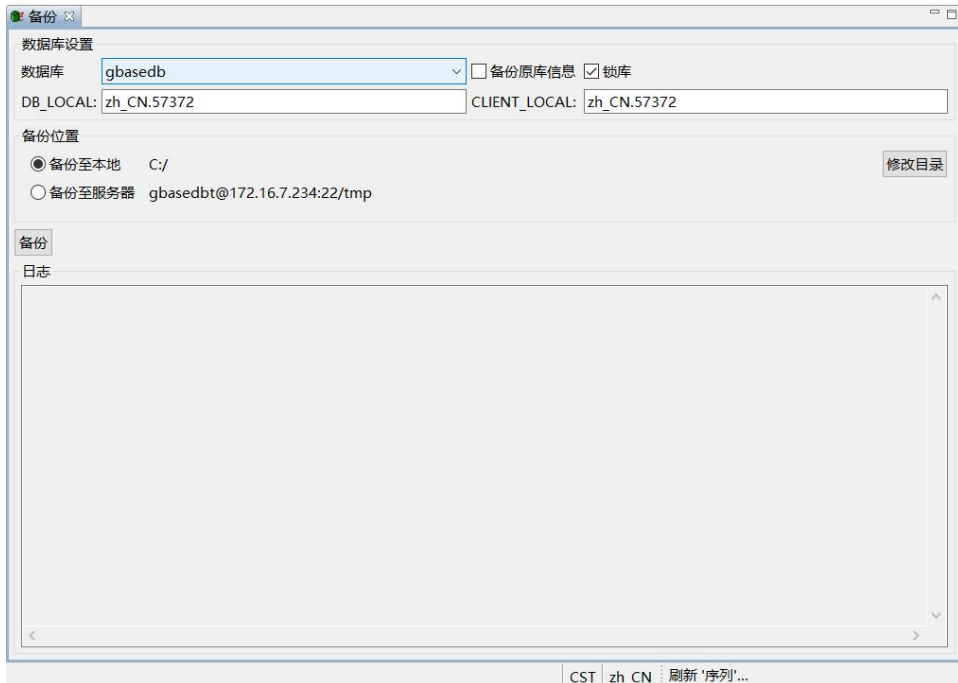 备份
数据库设置
数据库 gbasedb 备份原库信息 锁库
DB_LOCAL: zh_CN.57372 CLIENT_LOCAL: zh_CN.57372
备份位置
备份至本地 C:/ 修改目录
备份至服务器 gbasedbt@172.16.7.234:22/tmp
备份
日志
CST zh_CN 刷新 '序列'...